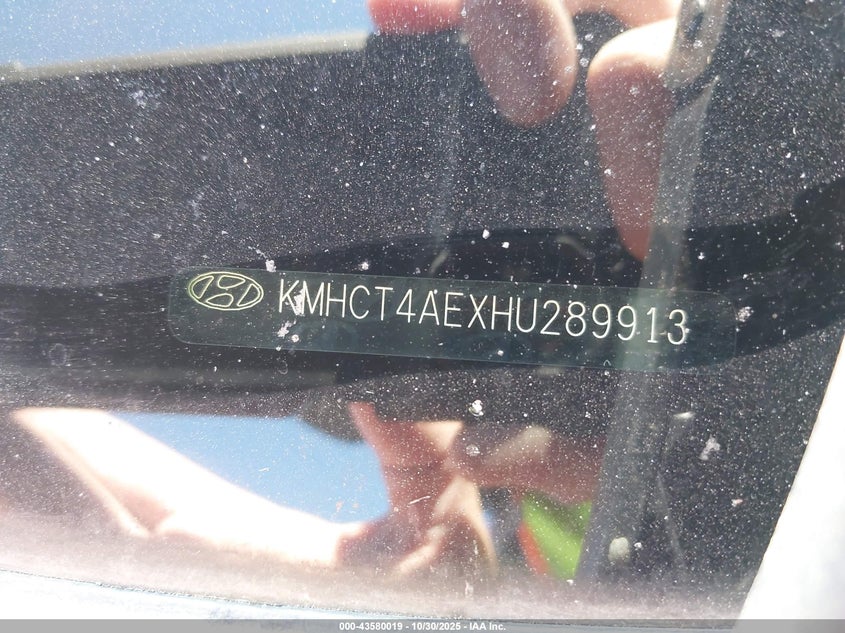 KMHCT4AEXHU289913
000-43580019 - 10/30/2025 - IAA Inc.